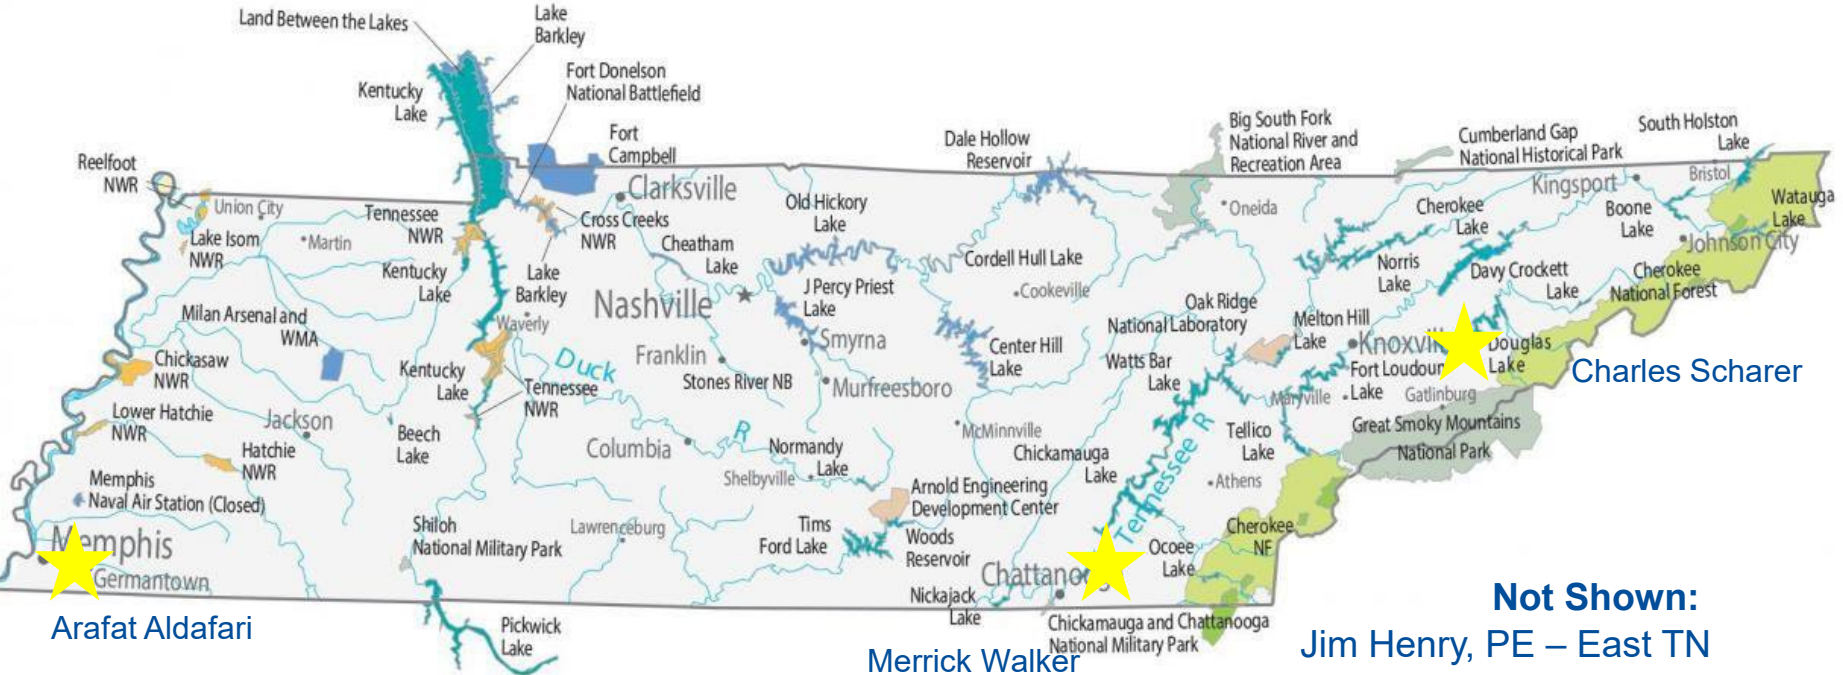 Land Between the Lakes
Lake
Barkley
Kentucky
Lake
Fort Donelson
National Battlefield
Fort
Campbell
Reelfoot
NWR
Union City
Martin
Lake Isom
NWR
Tennessee
NWR
Kentucky
Lake
Clarksville
Cross Creeks
NWR
Lake
Barkley
Cheatham
Lake
Old Hickory
Lake
Dale Hollow
Reservoir
Big South Fork
National River and
Recreation Area
Oneida
Cumberland Gap
National Historical Park
South Holston
Lake
Bristol
Kingsport
Watauga
Lake
Boone
Lake
Johnson City
Cherokee
Lake
Norris
Lake
Davy Crockett
Lake
Cherokee
National Forest
Cordell Hull Lake
Cookeville
J Percy Priest
Lake
Nashville
Smyrna
Waverly
Milan Arsenal and
WMA
Chickasaw
NWR
Kentucky
Lake
Tennessee
NWR
Duck
R
Franklin
Stones River NB
Murfreesboro
Center Hill
Lake
Oak Ridge
National Laboratory
Watts Bar
Lake
Melton Hill
Lake
Knoxvill
Douglas
Lake
Fort Loudoun
Lake
Maryville
Gatlinburg
Great Smoky Mountains
National Park
Charles Scharer
Lower Hatchie
NWR
Jackson
Hatchie
NWR
Beech
Lake
Columbia
Shelbyville
Normandy
Lake
McMinnville
Chickamauga
Lake
Tennessee R
Tellico
Lake
Athens
Memphis
Naval Air Station (Closed)
Memphis
Germantown
Arafat Aldafari
Shiloh
National Military Park
Lawrenceburg
Tims
Ford Lake
Arnold Engineering
Development Center
Woods
Reservoir
Cherokee
NF
Ocoee
Lake
Chattanoog
Nickajack
Lake
Chickamauga and Chattanooga
National Military Park
Pickwick
Lake
Merrick Walker
Not Shown:
Jim Henry, PE – East TN